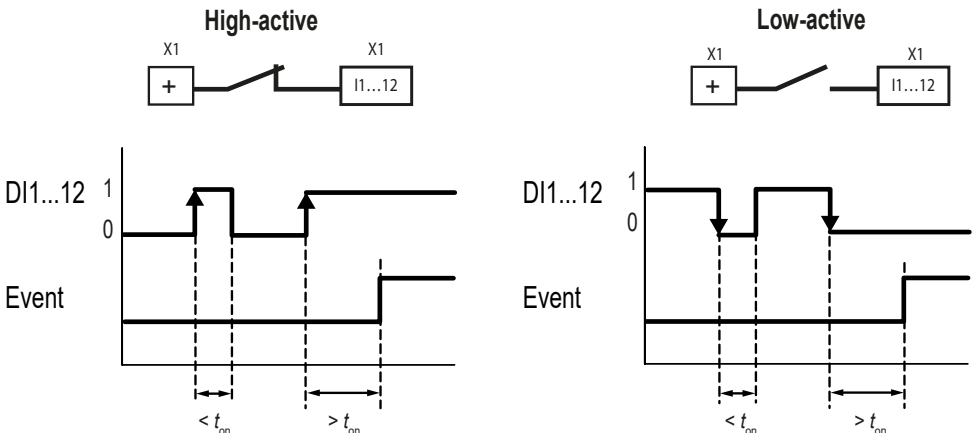 High-active
X1 X1
+ I1...12
DI1...12 1
0
Event
< ton > ton
Low-active
X1 X1
+ I1...12
DI1...12 1
0
Event
< ton > ton